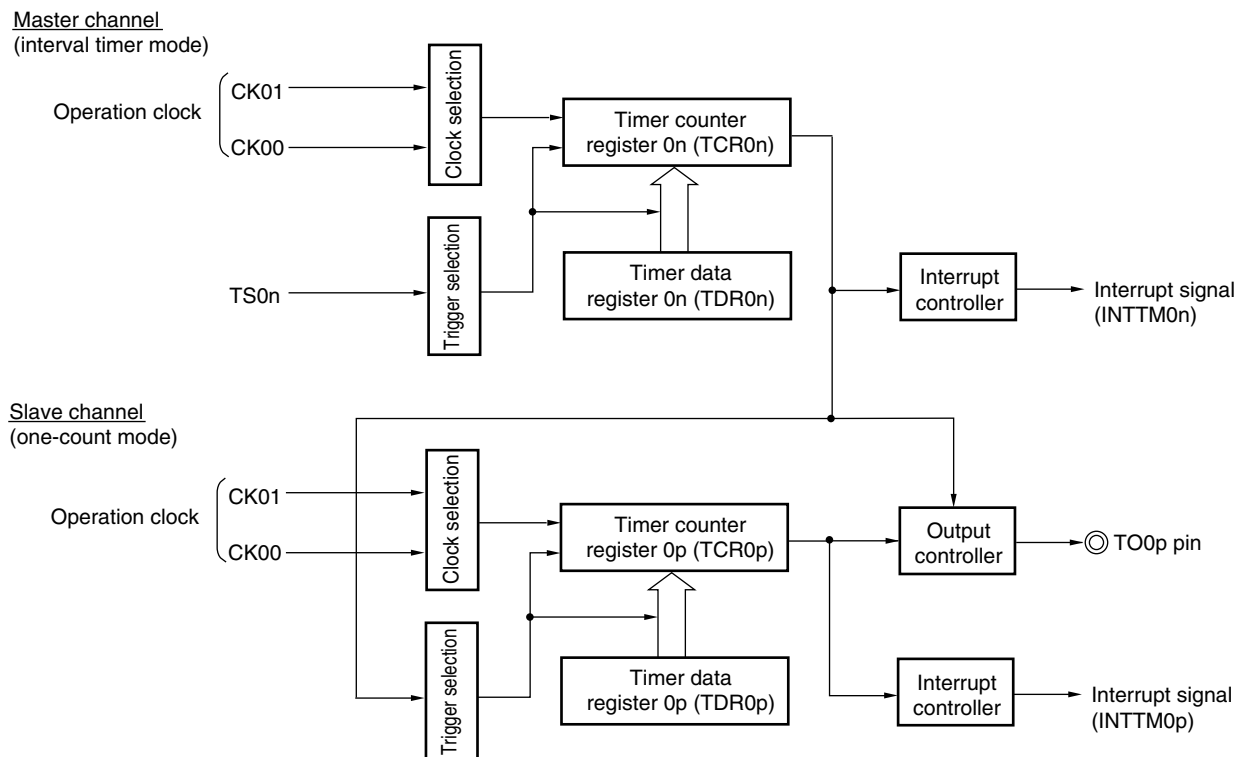 Master channel
(interval timer mode)
Operation clock
CK01
CK00
Clock selection
Timer counter
register 0n (TCR0n)
TS0n
Trigger selection
Timer data
register 0n (TDR0n)
Interrupt
controller
Interrupt signal
(INTTM0n)
Slave channel
(one-count mode)
Operation clock
CK01
CK00
Clock selection
Timer counter
register 0p (TCR0p)
Output
controller
TO0p pin
Trigger selection
Timer data
register 0p (TDR0p)
Interrupt
controller
Interrupt signal
(INTTM0p)